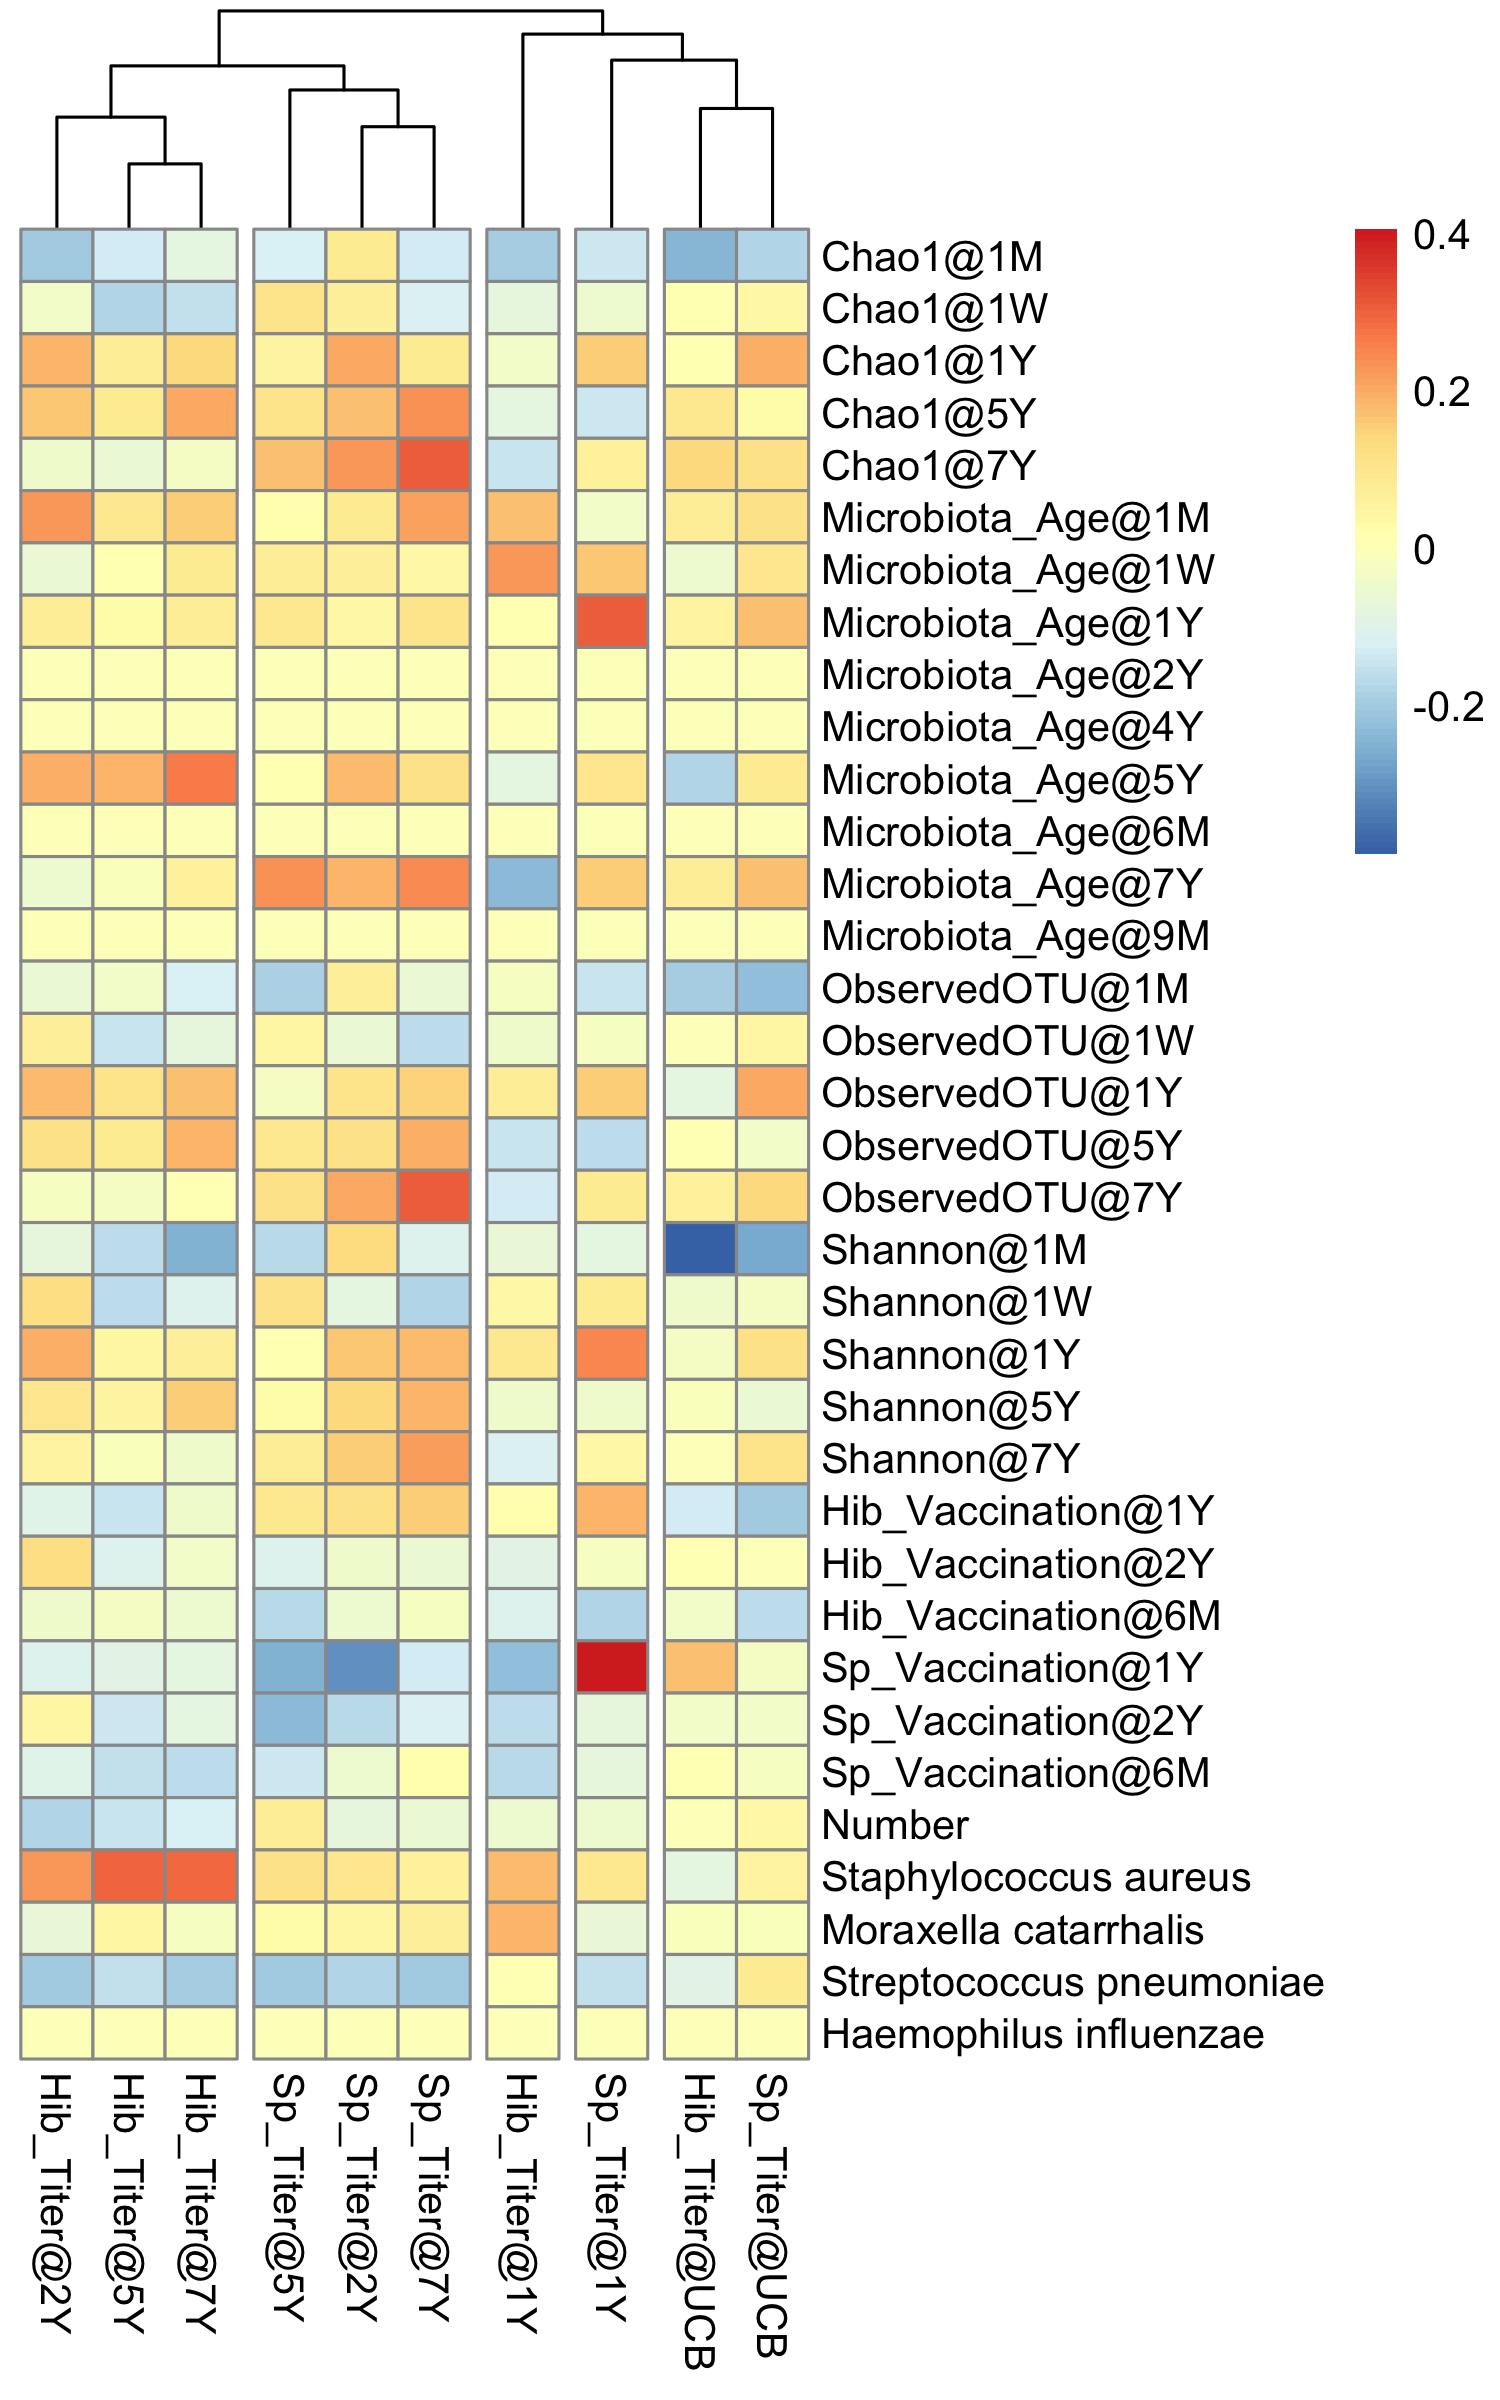 Chao1@1M
Chao1@1W
Chao1@1Y
Chao1@5Y
Chao1@7Y
Microbiota_Age@1M
Microbiota_Age@1W
Microbiota_Age@1Y
Microbiota_Age@2Y
Microbiota_Age@4Y
Microbiota_Age@5Y
Microbiota_Age@6M
Microbiota_Age@7Y
Microbiota_Age@9M
ObservedOTU@1M
ObservedOTU@1W
ObservedOTU@1Y
ObservedOTU@5Y
ObservedOTU@7Y
Shannon@1M
Shannon@1W
Shannon@1Y
Shannon@5Y
Shannon@7Y
Hib_Vaccination@1Y
Hib_Vaccination@2Y
Hib_Vaccination@6M
Sp_Vaccination@1Y
Sp_Vaccination@2Y
Sp_Vaccination@6M
Number
Staphylococcus aureus
Moraxella catarrhalis
Streptococcus pneumoniae
Haemophilus influenzae
Hib_Titer@2Y
Hib_Titer@5Y
Hib_Titer@7Y
Sp_Titer@5Y
Sp_Titer@2Y
Sp_Titer@7Y
Hib_Titer@1Y
Sp_Titer@1Y
Hib_Titer@UCB
Sp_Titer@UCB
0.4
0.2
0
-0.2